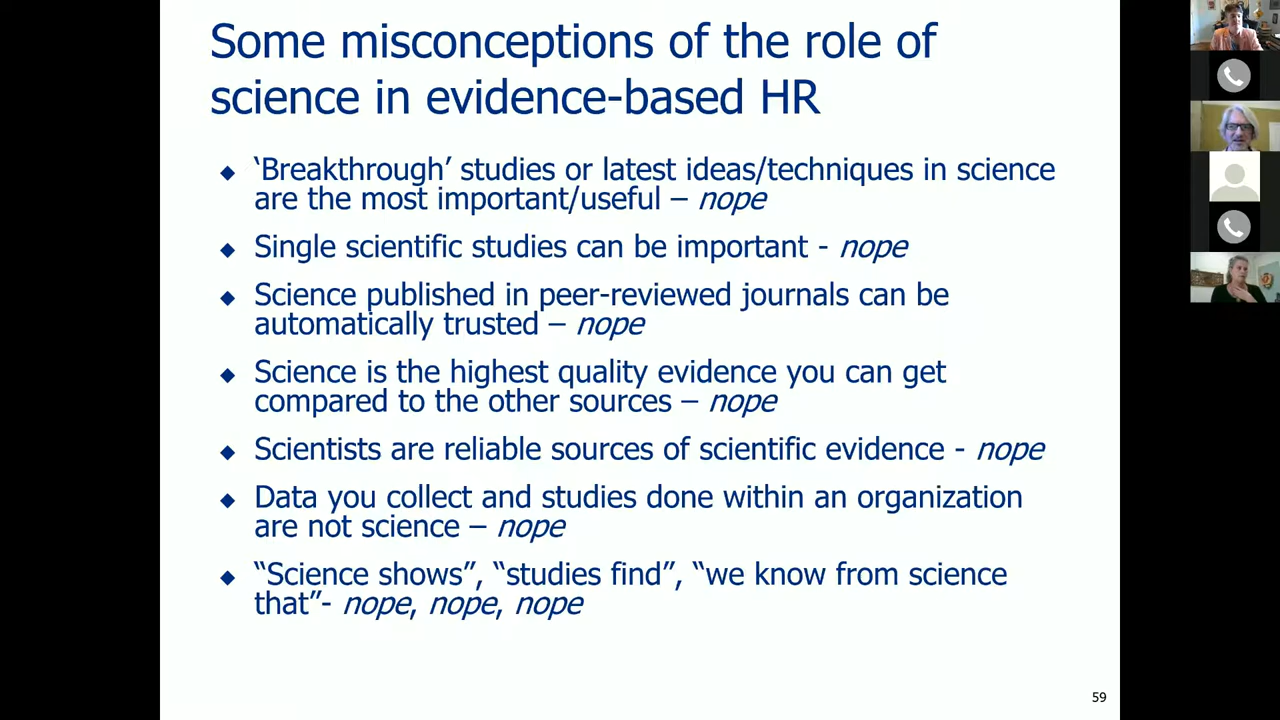 Some misconceptions of the role of
science in evidence-based HR
◆ ‘Breakthrough’ studies or latest ideas/techniques in science
are the most important/useful – nope
◆ Single scientific studies can be important - nope
◆ Science published in peer-reviewed journals can be
automatically trusted – nope
◆ Science is the highest quality evidence you can get
compared to the other sources – nope
◆ Scientists are reliable sources of scientific evidence - nope
◆ Data you collect and studies done within an organization
are not science – nope
◆ “Science shows”, “studies find”, “we know from science
that”- nope, nope, nope
59